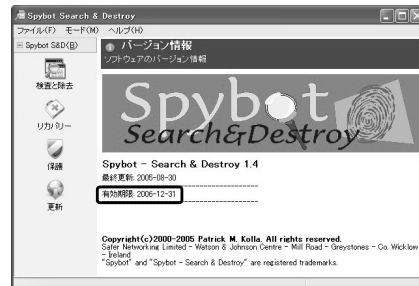 Spybot Search & Destroy
ファイル(F) モード(M) ヘルプ(H)
Spybot S&D(B)
検査と除去
リカバリー
保護
更新
バージョン情報
ソフトウェアのバージョン情報
Spybot
Search&Destroy
Spybot - Search & Destroy 1.4
最終更新: 2005-08-30
有効期限: 2006-12-31
Copyright(c)2000-2005 Patrick M. Kolla. All rights reserved.
Safer Networking Limited - Watson & Johnson Centre - Mill Road - Greystones - Co. Wicklow
- Ireland
"Spybot" and "Spybot - Search & Destroy" are registered trademarks.